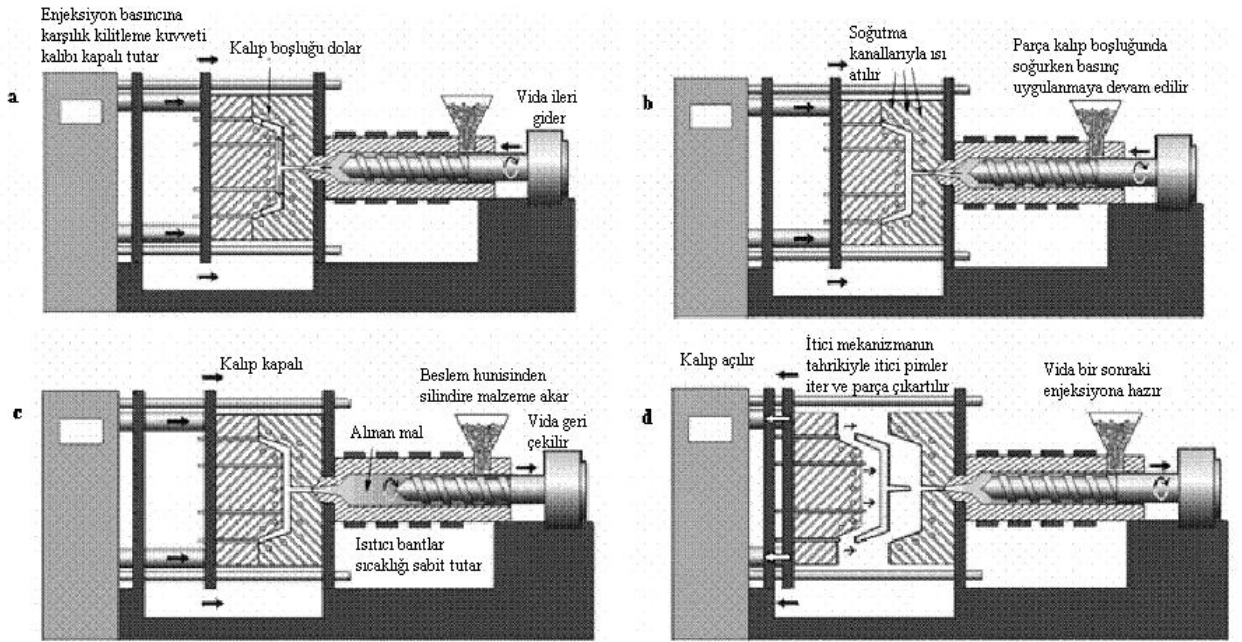 Enjeksiyon basıncına
karşılık kilitleme kuvveti
kalıbı kapalı tutar
Kalıp boşluğu dolar
a
Vida ileri
gider
Soğutma
kanallarıyla ısı
atılır
Parça kalıp boşluğunda
soğurken basınç
uygulanmaya devam edilir
b
Kalıp kapalı
Beslem hunisinden
silindire malzeme akar
c
Alınan mal
Vida geri
çekilir
Isıtıcı bantlar
sıcaklığı sabit tutar
Kalıp açılır
İtici mekanizmanın
tahrikiyle itici pimler
iter ve parça çıkartılır
Vida bir sonraki
enjeksiyona hazır
d